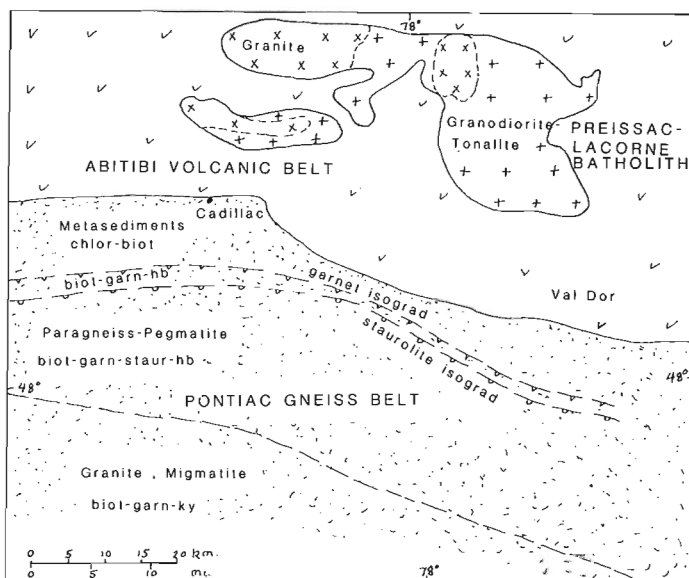 78°
Granite
Granodiorite-
Tonalite
PREISSAC-
LACORNE
BATHOLITH
ABITIBI VOLCANIC BELT
Cadillac
Metasediments
chlor-biot
biot-garn-hb
garnet isograd
Val Dor
Paragneiss-Pegmatite
biot-garn-staur-hb
staurolite isograd
48°
48°
PONTIAC GNEISS BELT
Granite, Migmatite
biot-garn-ky
0 5 10 15 20 km.
0 5 10 mi.
78°